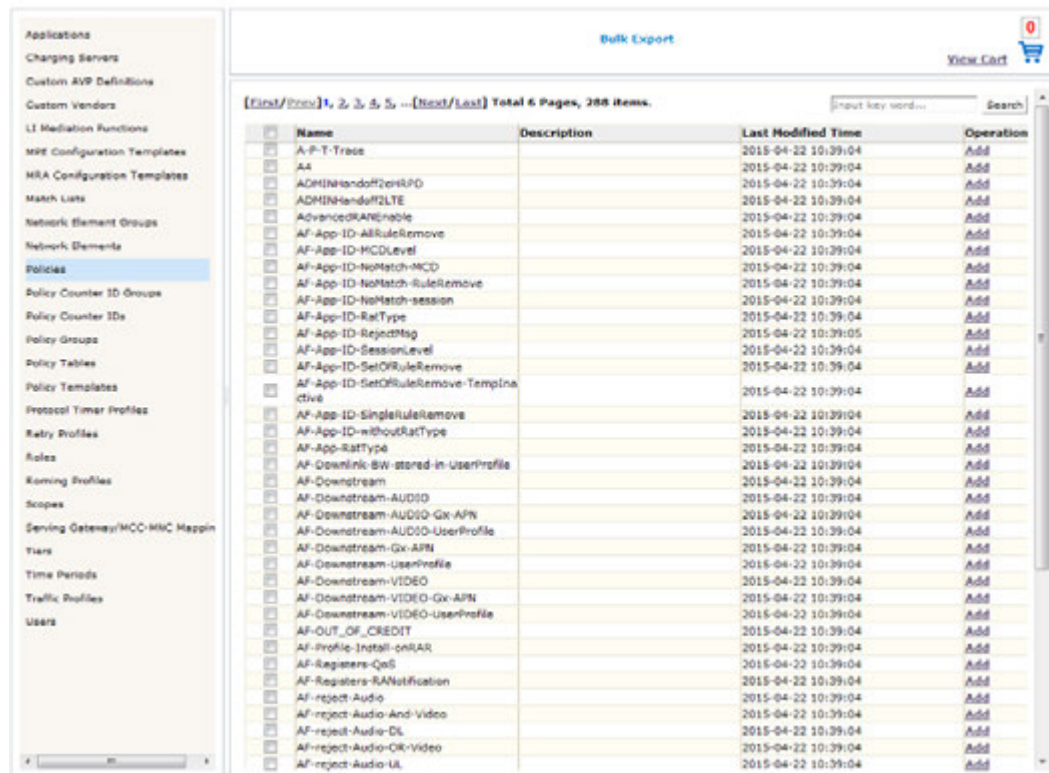 Applications
Charging Servers
Custom AVP Definitions
Custom Vendors
LI Mediation Functions
MPE Configuration Templates
MRA Configuration Templates
Match Lists
Network Element Groups
Network Elements
Policies
Policy Counter ID Groups
Policy Counter IDs
Policy Groups
Policy Tables
Policy Templates
Protocol Timer Profiles
Retry Profiles
Roles
Roming Profiles
Scopes
Serving Gateway/MCC-MNC Mappin
Tiers
Time Periods
Traffic Profiles
Users
Bulk Export
0
View Cart
[First/Prev]1, 2, 3, 4, 5, ...[Next/Last] Total 6 Pages, 288 items.
Input key word... Search
Name Description Last Modified Time Operation
A-P-T-Trace 2015-04-22 10:39:04 Add
A4 2015-04-22 10:39:04 Add
ADMINHandoff2eHRPD 2015-04-22 10:39:04 Add
ADMINHandoff2LTE 2015-04-22 10:39:04 Add
AdvancedRANEnable 2015-04-22 10:39:04 Add
AF-App-ID-AllRuleRemove 2015-04-22 10:39:04 Add
AF-App-ID-MCDLevel 2015-04-22 10:39:04 Add
AF-App-ID-NoMatch-MCD 2015-04-22 10:39:04 Add
AF-App-ID-NoMatch-RuleRemove 2015-04-22 10:39:04 Add
AF-App-ID-NoMatch-session 2015-04-22 10:39:04 Add
AF-App-ID-RatType 2015-04-22 10:39:04 Add
AF-App-ID-RejectMsg 2015-04-22 10:39:05 Add
AF-App-ID-SessionLevel 2015-04-22 10:39:04 Add
AF-App-ID-SetOfRuleRemove 2015-04-22 10:39:04 Add
AF-App-ID-SetOfRuleRemove-TempIna
ctive 2015-04-22 10:39:04 Add
AF-App-ID-SingleRuleRemove 2015-04-22 10:39:04 Add
AF-App-ID-withoutRatType 2015-04-22 10:39:04 Add
AF-App-RatType 2015-04-22 10:39:04 Add
AF-Downlink-BW-stored-in-UserProfile 2015-04-22 10:39:04 Add
AF-Downstream 2015-04-22 10:39:04 Add
AF-Downstream-AUDIO 2015-04-22 10:39:04 Add
AF-Downstream-AUDIO-Gx-APN 2015-04-22 10:39:04 Add
AF-Downstream-AUDIO-UserProfile 2015-04-22 10:39:04 Add
AF-Downstream-Gx-APN 2015-04-22 10:39:04 Add
AF-Downstream-UserProfile 2015-04-22 10:39:04 Add
AF-Downstream-VIDEO 2015-04-22 10:39:04 Add
AF-Downstream-VIDEO-Gx-APN 2015-04-22 10:39:04 Add
AF-Downstream-VIDEO-UserProfile 2015-04-22 10:39:04 Add
AF-OUT_OF_CREDIT 2015-04-22 10:39:04 Add
AF-Profile-Install-onRAR 2015-04-22 10:39:04 Add
AF-Registers-QoS 2015-04-22 10:39:04 Add
AF-Registers-RANotification 2015-04-22 10:39:04 Add
AF-reject-Audio 2015-04-22 10:39:04 Add
AF-reject-Audio-And-Video 2015-04-22 10:39:04 Add
AF-reject-Audio-DL 2015-04-22 10:39:04 Add
AF-reject-Audio-OR-Video 2015-04-22 10:39:04 Add
AF-reject-Audio-UL 2015-04-22 10:39:04 Add